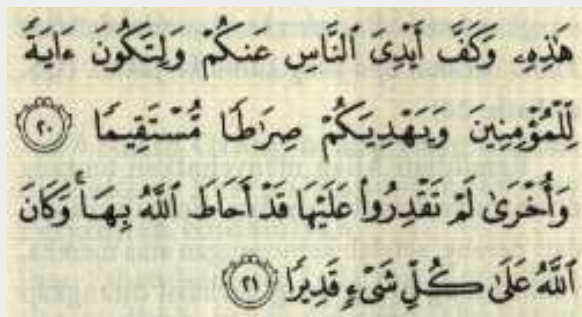 هَٰذِهِۦ وَكَفَّ أَيْدِىَ ٱلنَّاسِ عَنكُمْ وَلِتَكُونَ ءَايَةً
لِّلْمُؤْمِنِينَ وَيَهْدِيَكُمْ صِرَٰطًا مُّسْتَقِيمًا ٢٠
وَأُخْرَىٰ لَمْ تَقْدِرُوا۟ عَلَيْهَا قَدْ أَحَاطَ ٱللَّهُ بِهَا ۚ وَكَانَ
ٱللَّهُ عَلَىٰ كُلِّ شَىْءٍ قَدِيرًا ٢١